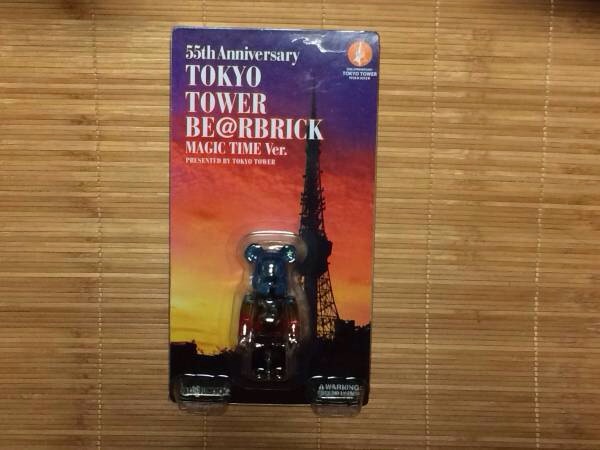 55th Anniversary
TOKYO
TOWER
BE@RBRICK
MAGIC TIME Ver.
PRESENTED BY TOKYO TOWER
TOKYO TOWER
WARNING: